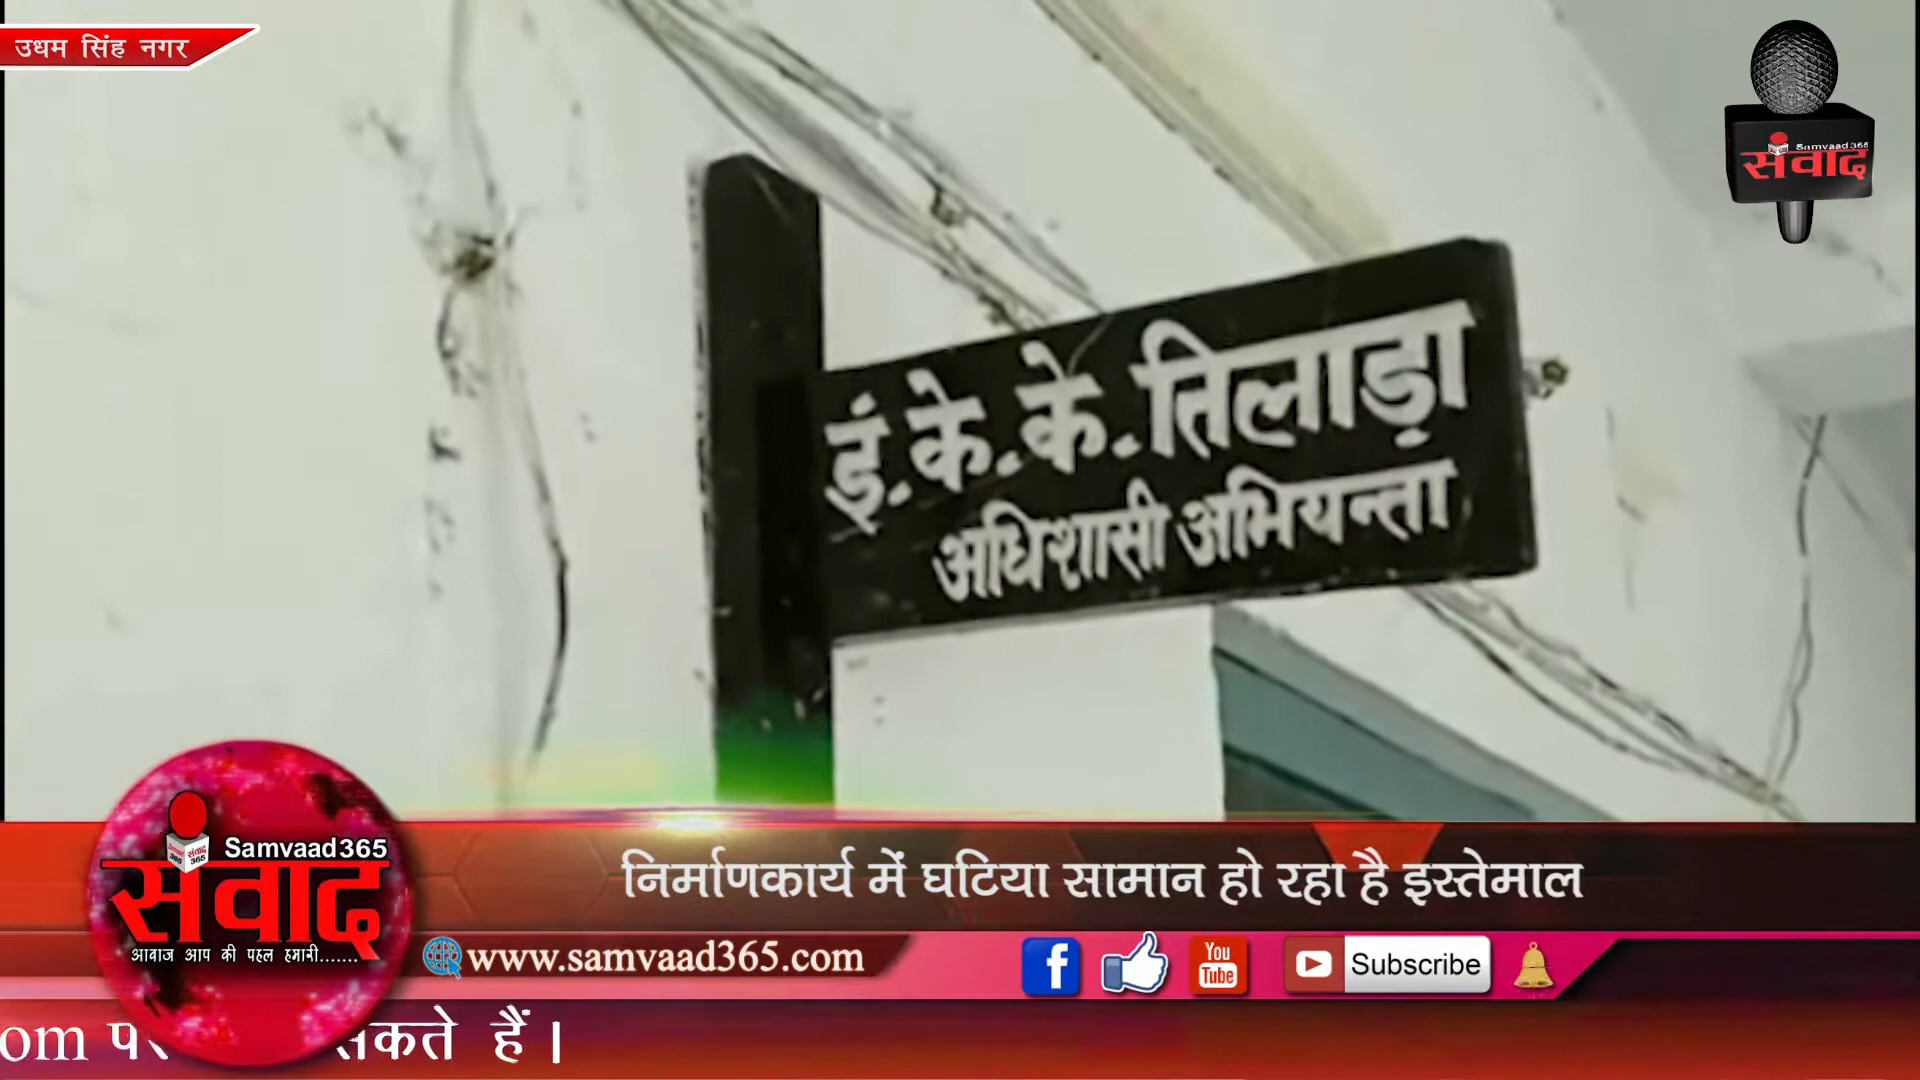 उधम सिंह नगर
Samvaad365
संवाद
इं. के. के. तिलाड़ा
अधिशासी अभियन्ता
निर्माणकार्य में घटिया सामान हो रहा है इस्तेमाल
Samvaad365
संवाद
आवाज आप की पहल हमारी.......
www.samvaad365.com
You
Tube
Subscribe
om पर सकते हैं।